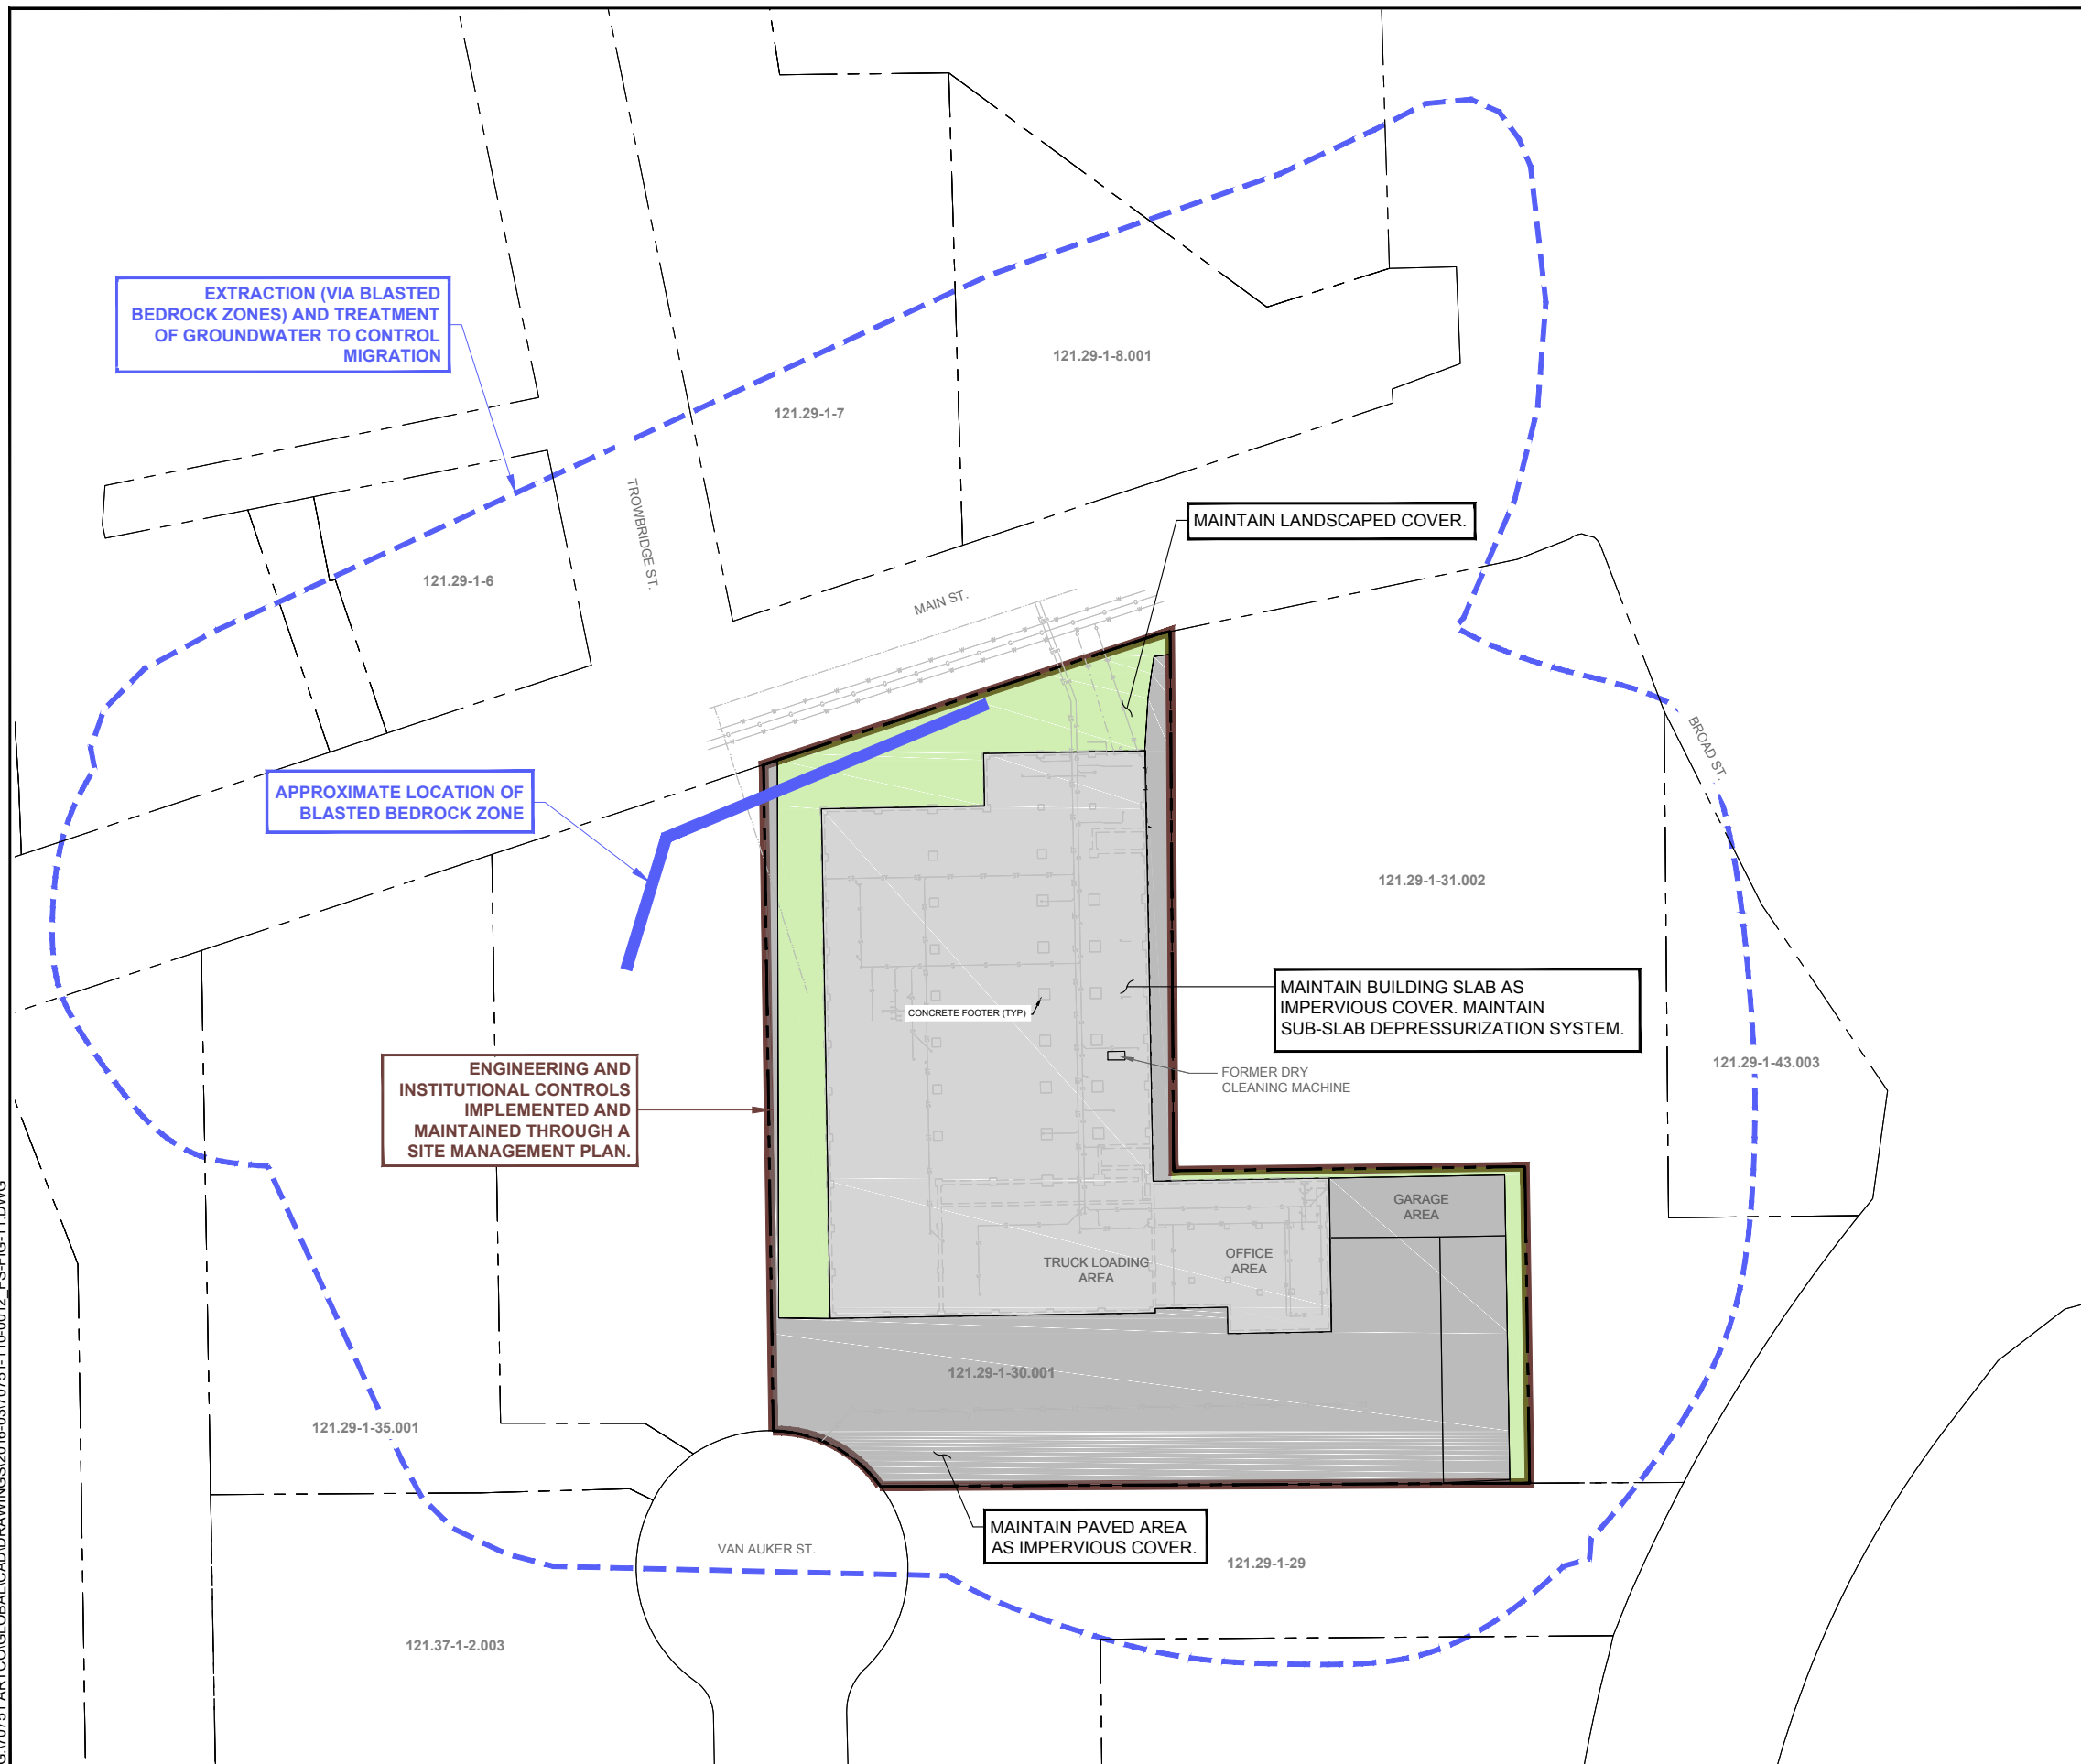 EXTRACTION (VIA BLASTED
BEDROCK ZONES) AND TREATMENT
OF GROUNDWATER TO CONTROL
MIGRATION
121.29-1-8.001
121.29-1-7
TROWBRIDGE ST.
MAINTAIN LANDSCAPED COVER.
121.29-1-6
MAIN ST.
BROAD ST.
APPROXIMATE LOCATION OF
BLASTED BEDROCK ZONE
121.29-1-31.002
MAINTAIN BUILDING SLAB AS
IMPERVIOUS COVER. MAINTAIN
SUB-SLAB DEPRESSURIZATION SYSTEM.
CONCRETE FOOTER (TYP)
ENGINEERING AND
INSTITUTIONAL CONTROLS
IMPLEMENTED AND
MAINTAINED THROUGH A
SITE MANAGEMENT PLAN.
FORMER DRY
CLEANING MACHINE
121.29-1-43.003
GARAGE
AREA
TRUCK LOADING
AREA
OFFICE
AREA
121.29-1-30.001
121.29-1-35.001
MAINTAIN PAVED AREA
AS IMPERVIOUS COVER.
VAN AUKER ST.
121.29-1-29
121.37-1-2.003